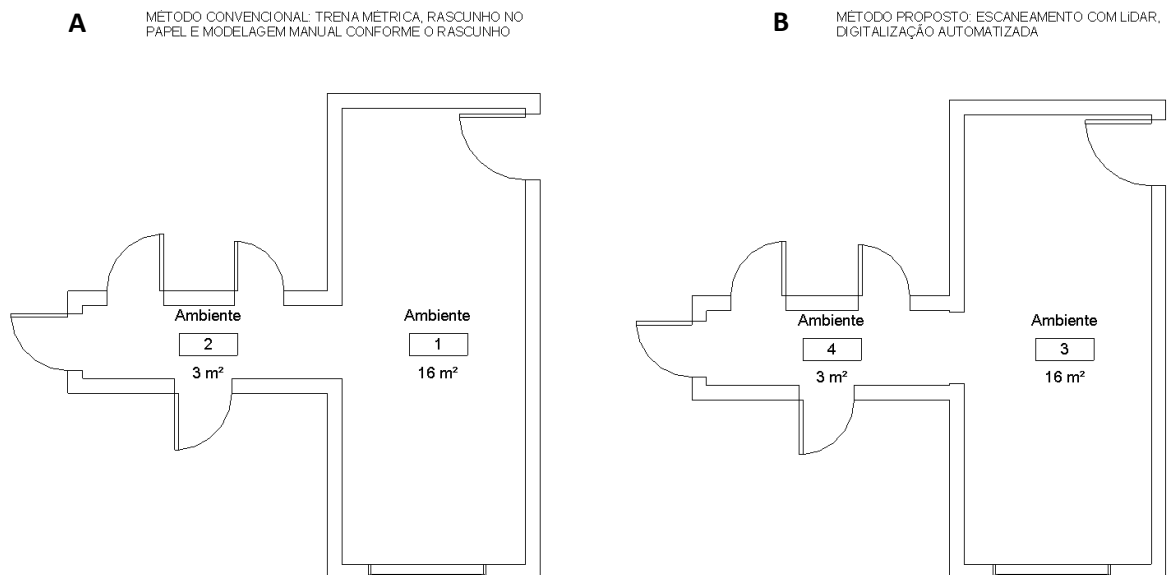 A
MÉTODO CONVENCIONAL: TRENA MÉTRICA, RASCUNHO NO
PAPEL E MODELAGEM MANUAL CONFORME O RASCUNHO
Ambiente
2
3 m²
Ambiente
1
16 m²
B
MÉTODO PROPOSTO: ESCANEAMENTO COM LiDAR,
DIGITALIZAÇÃO AUTOMATIZADA
Ambiente
4
3 m²
Ambiente
3
16 m²